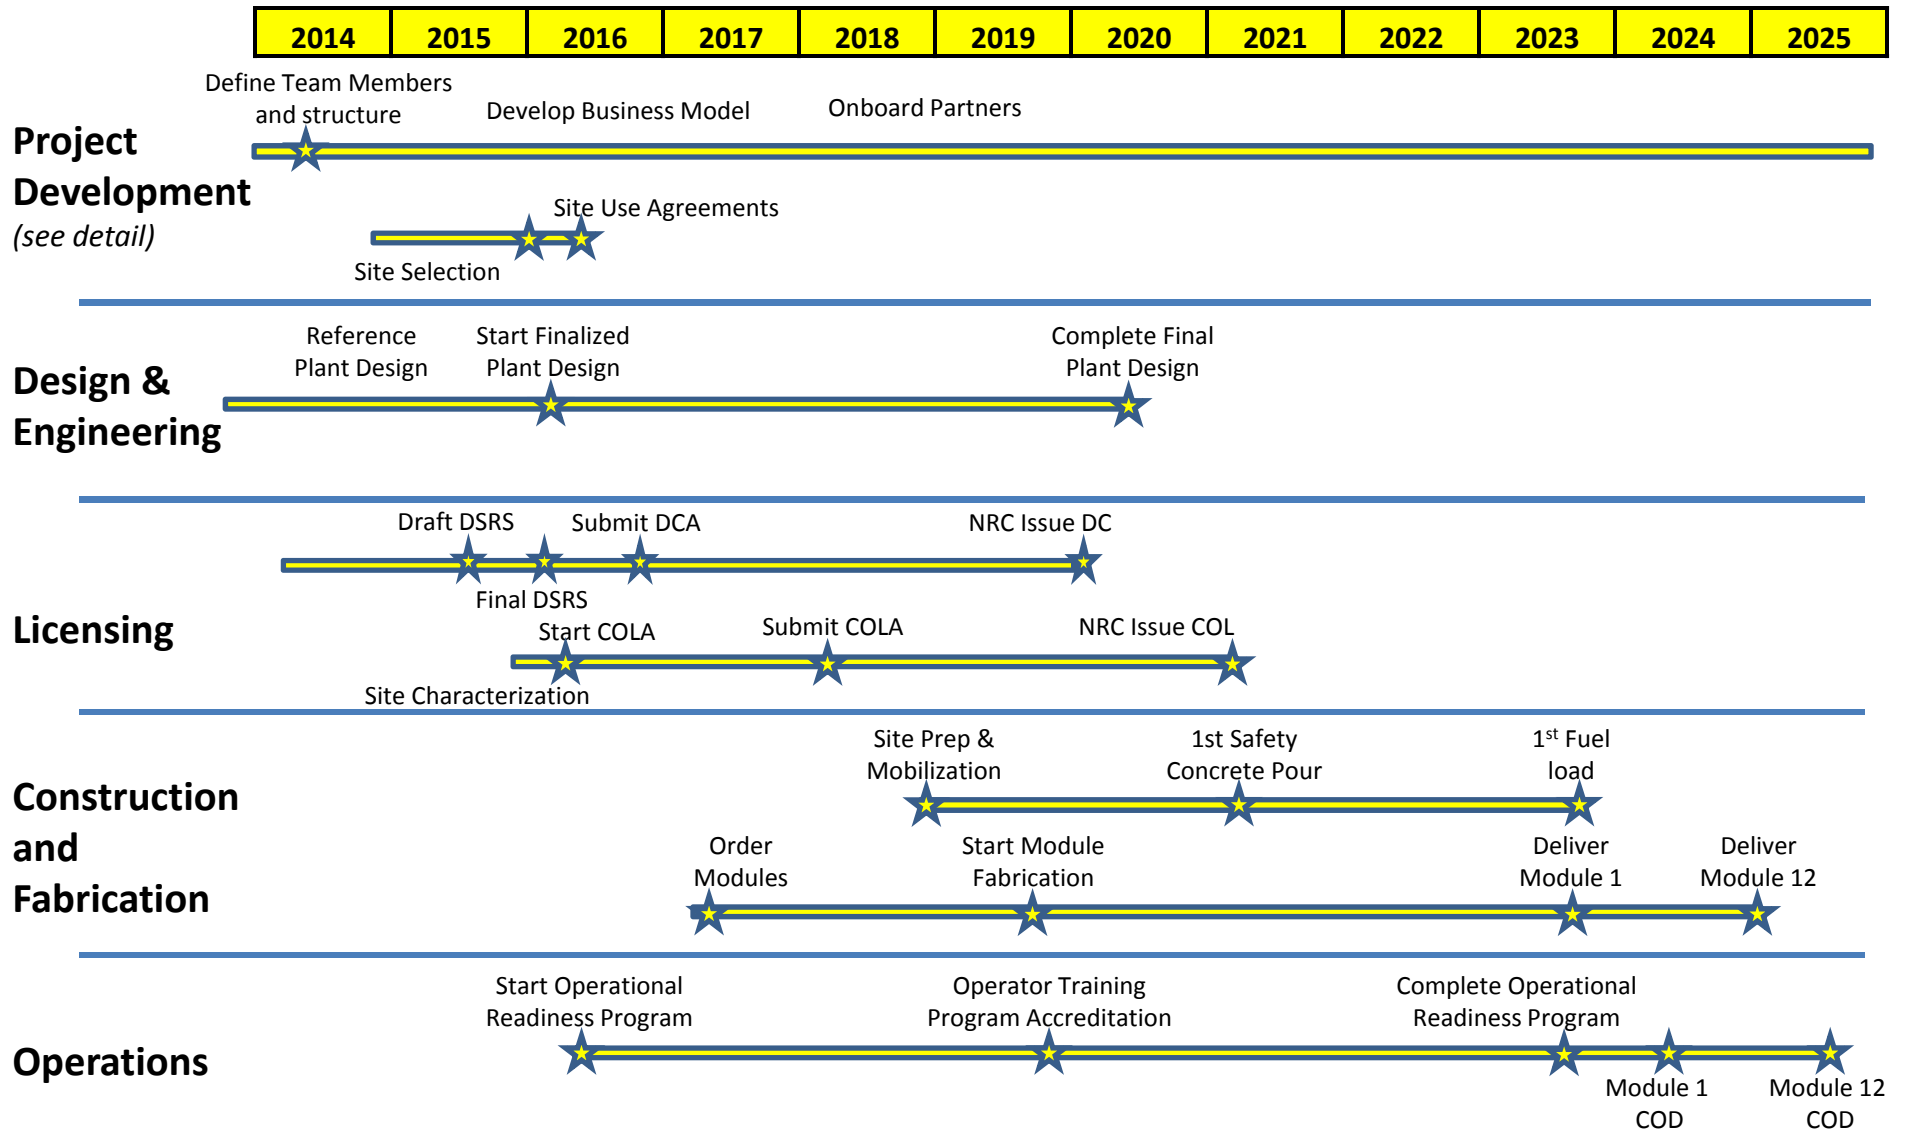 2014 2015 2016 2017 2018 2019 2020 2021 2022 2023 2024 2025
Define Team Members
and structure
Develop Business Model
Onboard Partners
Project
Development
(see detail)
Site Use Agreements
Site Selection
Reference
Plant Design
Start Finalized
Plant Design
Complete Final
Plant Design
Design &
Engineering
Draft DSRS
Submit DCA
NRC Issue DC
Final DSRS
Licensing
Start COLA
Submit COLA
NRC Issue COL
Site Characterization
Site Prep &
Mobilization
1st Safety
Concrete Pour
1st Fuel
load
Construction
and
Fabrication
Order
Modules
Start Module
Fabrication
Deliver
Module 1
Deliver
Module 12
Start Operational
Readiness Program
Operator Training
Program Accreditation
Complete Operational
Readiness Program
Operations
Module 1
COD
Module 12
COD